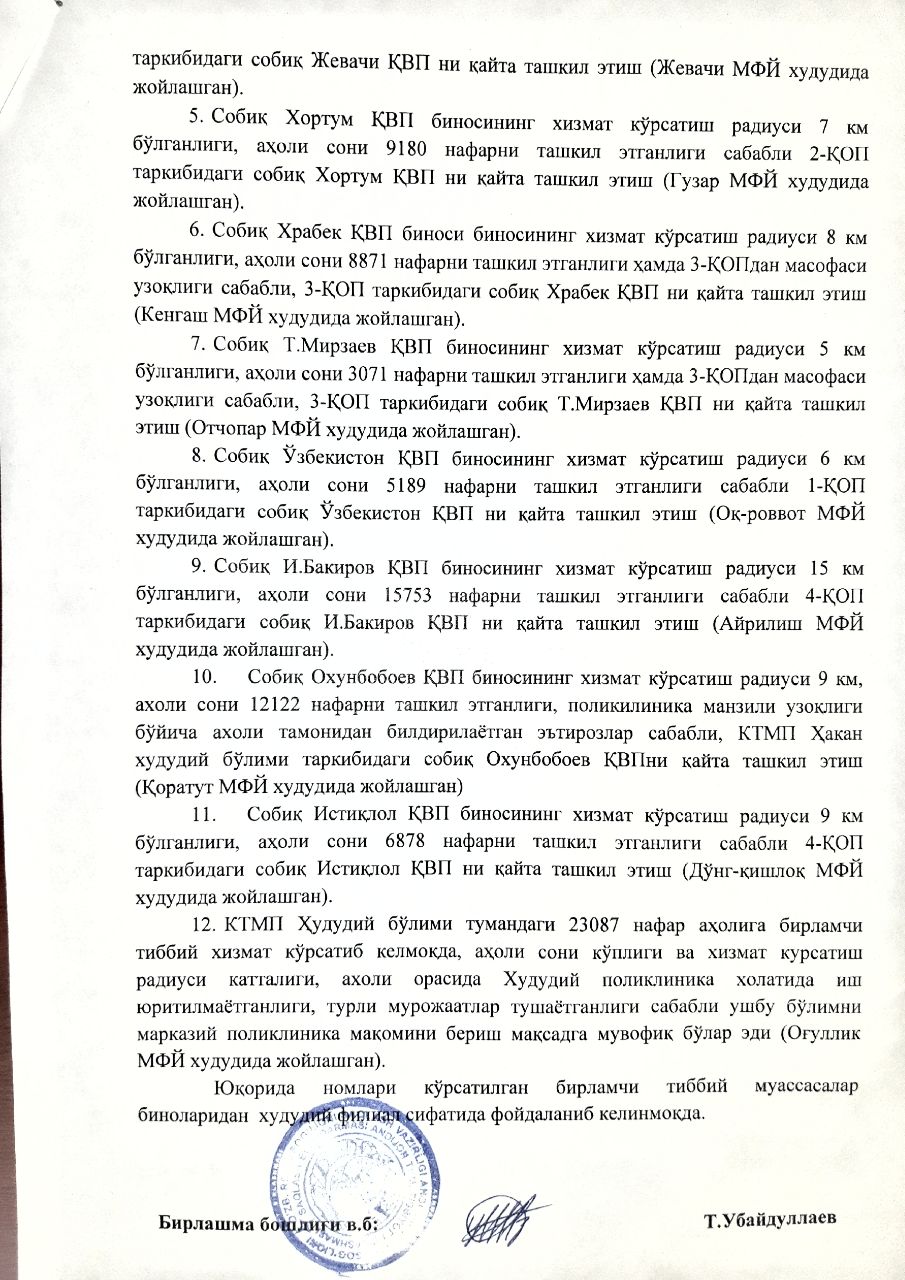 таркибидаги собиқ Жевачи ҚВП ни қайта ташкил этиш (Жевачи МФЙ худудида
жойлашган).
5. Собиқ Хортум ҚВП биносининг хизмат кўрсатиш радиуси 7 км
бўлганлиги, аҳоли сони 9180 нафарни ташкил этганлиги сабабли 2-ҚОП
таркибидаги собиқ Хортум ҚВП ни қайта ташкил этиш (Гузар МФЙ худудида
жойлашган).
6. Собиқ Храбек ҚВП биноси биносининг хизмат кўрсатиш радиуси 8 км
бўлганлиги, аҳоли сони 8871 нафарни ташкил этганлиги ҳамда 3-ҚОПдан масофаси
узоқлиги сабабли, 3-ҚОП таркибидаги собиқ Храбек ҚВП ни қайта ташкил этиш
(Кенгаш МФЙ худудида жойлашган).
7. Собиқ Т.Мирзаев ҚВП биносининг хизмат кўрсатиш радиуси 5 км
бўлганлиги, аҳоли сони 3071 нафарни ташкил этганлиги ҳамда 3-ҚОПдан масофаси
узоқлиги сабабли, 3-ҚОП таркибидаги собиқ Т.Мирзаев ҚВП ни қайта ташкил
этиш (Отчопар МФЙ худудида жойлашган).
8. Собиқ Ўзбекистон ҚВП биносининг хизмат кўрсатиш радиуси 6 км
бўлганлиги, аҳоли сони 5189 нафарни ташкил этганлиги сабабли 1-ҚОП
таркибидаги собиқ Ўзбекистон ҚВП ни қайта ташкил этиш (Оқ-роввот МФЙ
худудида жойлашган).
9. Собиқ И.Бакиров ҚВП биносининг хизмат кўрсатиш радиуси 15 км
бўлганлиги, аҳоли сони 15753 нафарни ташкил этганлиги сабабли 4-ҚОП
таркибидаги собиқ И.Бакиров ҚВП ни қайта ташкил этиш (Айрилиш МФЙ
худудида жойлашган).
10. Собиқ Охунбобоев ҚВП биносининг хизмат кўрсатиш радиуси 9 км,
ахоли сони 12122 нафарни ташкил этганлиги, поликилиника манзили узоқлиги
бўйича ахоли тамонидан билдирилаётган эътирозлар сабабли, КТМП Ҳакан
худудий бўлими таркибидаги собиқ Охунбобоев ҚВПни қайта ташкил этиш
(Қоратут МФЙ худудида жойлашган)
11. Собиқ Истиқлол ҚВП биносининг хизмат кўрсатиш радиуси 9 км
бўлганлиги, аҳоли сони 6878 нафарни ташкил этганлиги сабабли 4-ҚОП
таркибидаги собиқ Истиқлол ҚВП ни қайта ташкил этиш (Дўнг-қишлоқ МФЙ
худудида жойлашган).
12. КТМП Ҳудудий бўлими тумандаги 23087 нафар аҳолига бирламчи
тиббий хизмат кўрсатиб келмоқда, аҳоли сони кўплиги ва хизмат курсатиш
радиуси катталиги, ахоли орасида Худудий поликлиника холатида иш
юритилмаётганлиги, турли мурожаатлар тушаётганлиги сабабли ушбу бўлимни
марказий поликлиника мақомини бериш мақсадга мувофиқ бўлар эди (Оғуллик
МФЙ худудида жойлашган).
Юқорида номлари кўрсатилган бирламчи тиббий муассасалар
биноларидан худудий филиал сифатида фойдаланиб келинмоқда.
Бирлашма бошлиғи в.б:
Т.Убайдуллаев